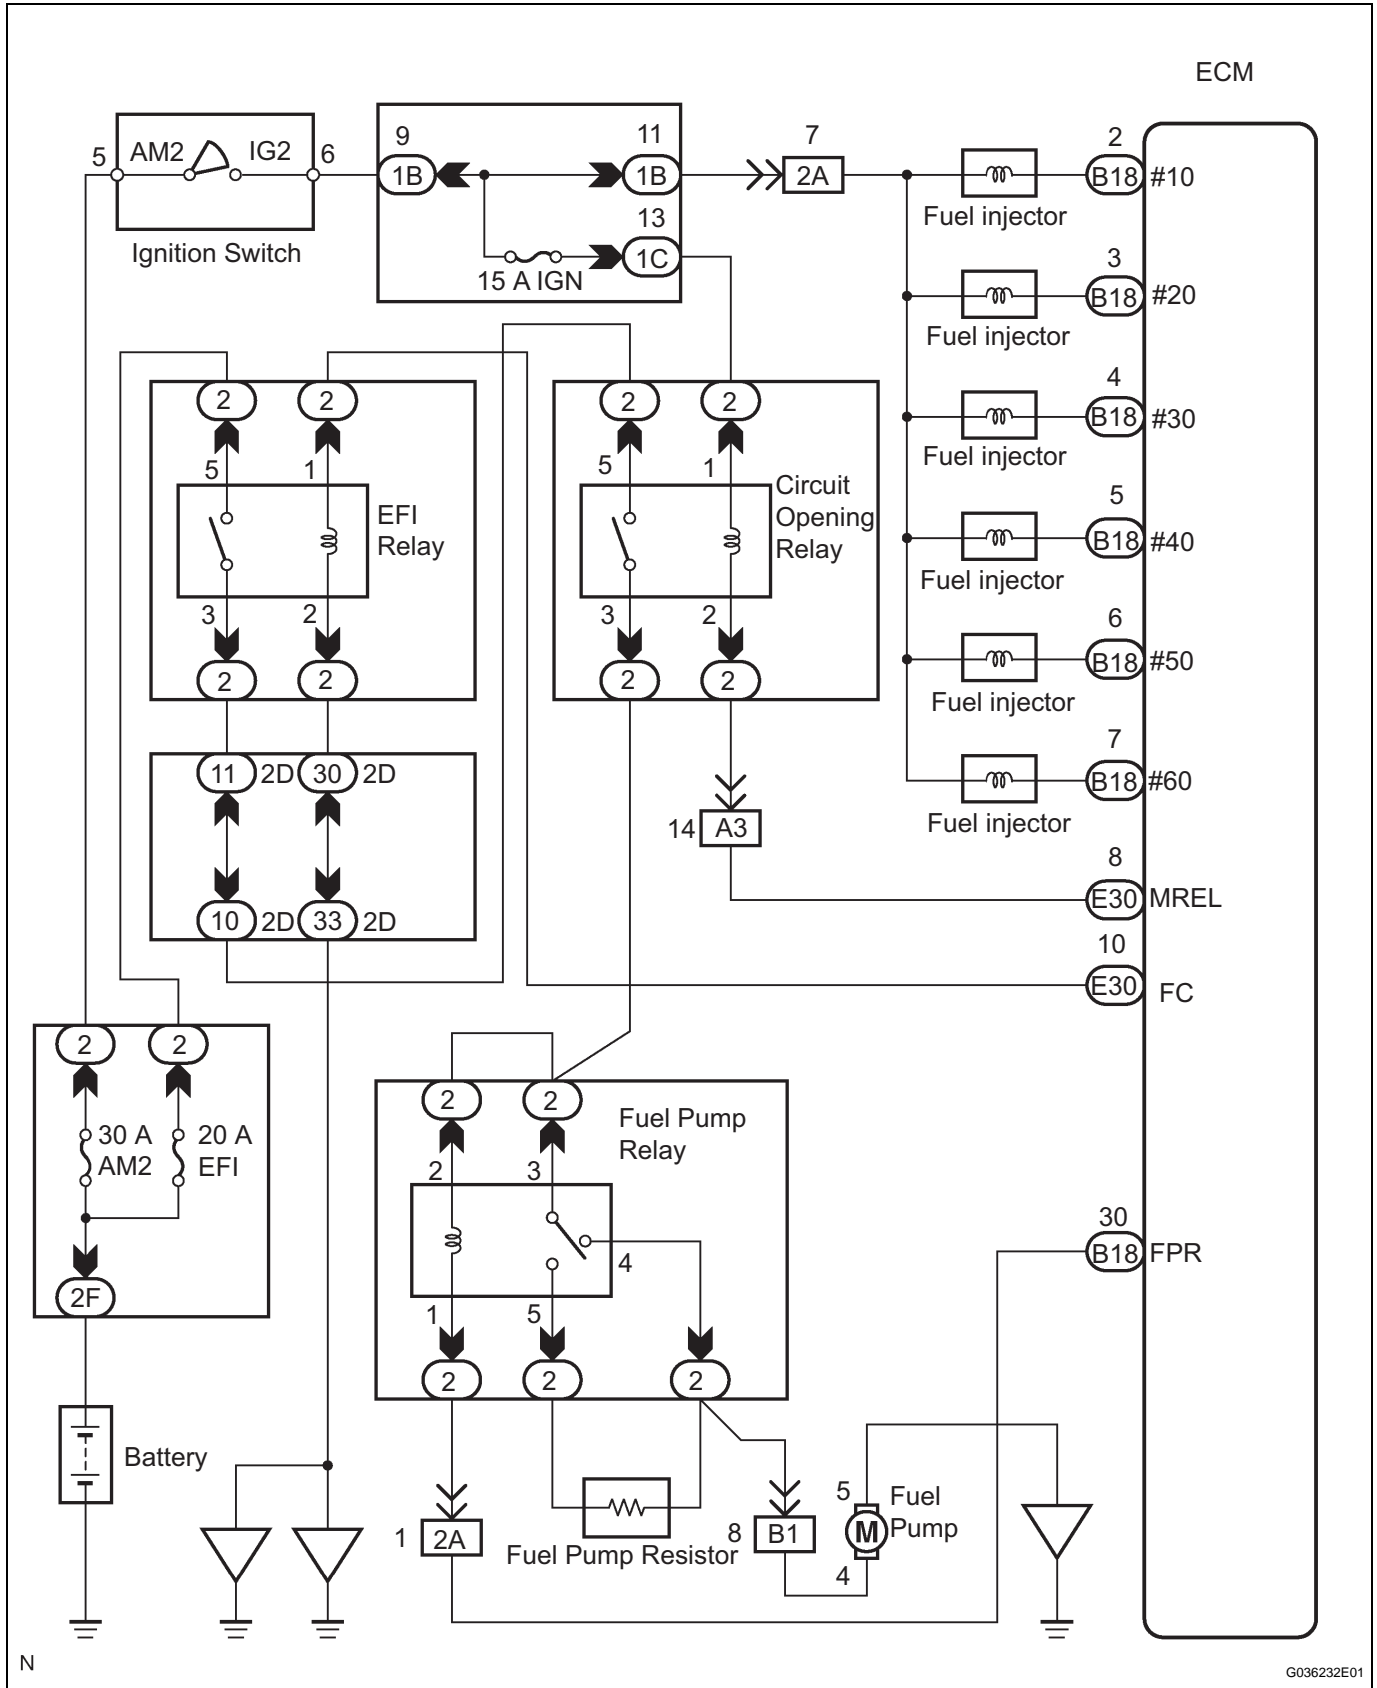 ECM
5 AM2 IG2 6
Ignition Switch
9 11
1B 1B
13
1C
15 A IGN
7
2A
2
B18 #10
Fuel injector
3
B18 #20
Fuel injector
4
B18 #30
Fuel injector
5
B18 #40
Fuel injector
6
B18 #50
Fuel injector
7
B18 #60
Fuel injector
8
E30 MREL
10
E30 FC
30
B18 FPR
2 2
5 1
EFI
Relay
3 2
2 2
11 2D 30 2D
10 2D 33 2D
2 2
5 1
Circuit
Opening
Relay
3 2
2 2
14 A3
2 2
30 A
AM2
20 A
EFI
2F
Battery
2 2
Fuel Pump
Relay
2 3
4
1 5
2 2 2
1 2A
Fuel Pump Resistor
8 B1
5
M
4
Fuel
Pump
N
G036232E01